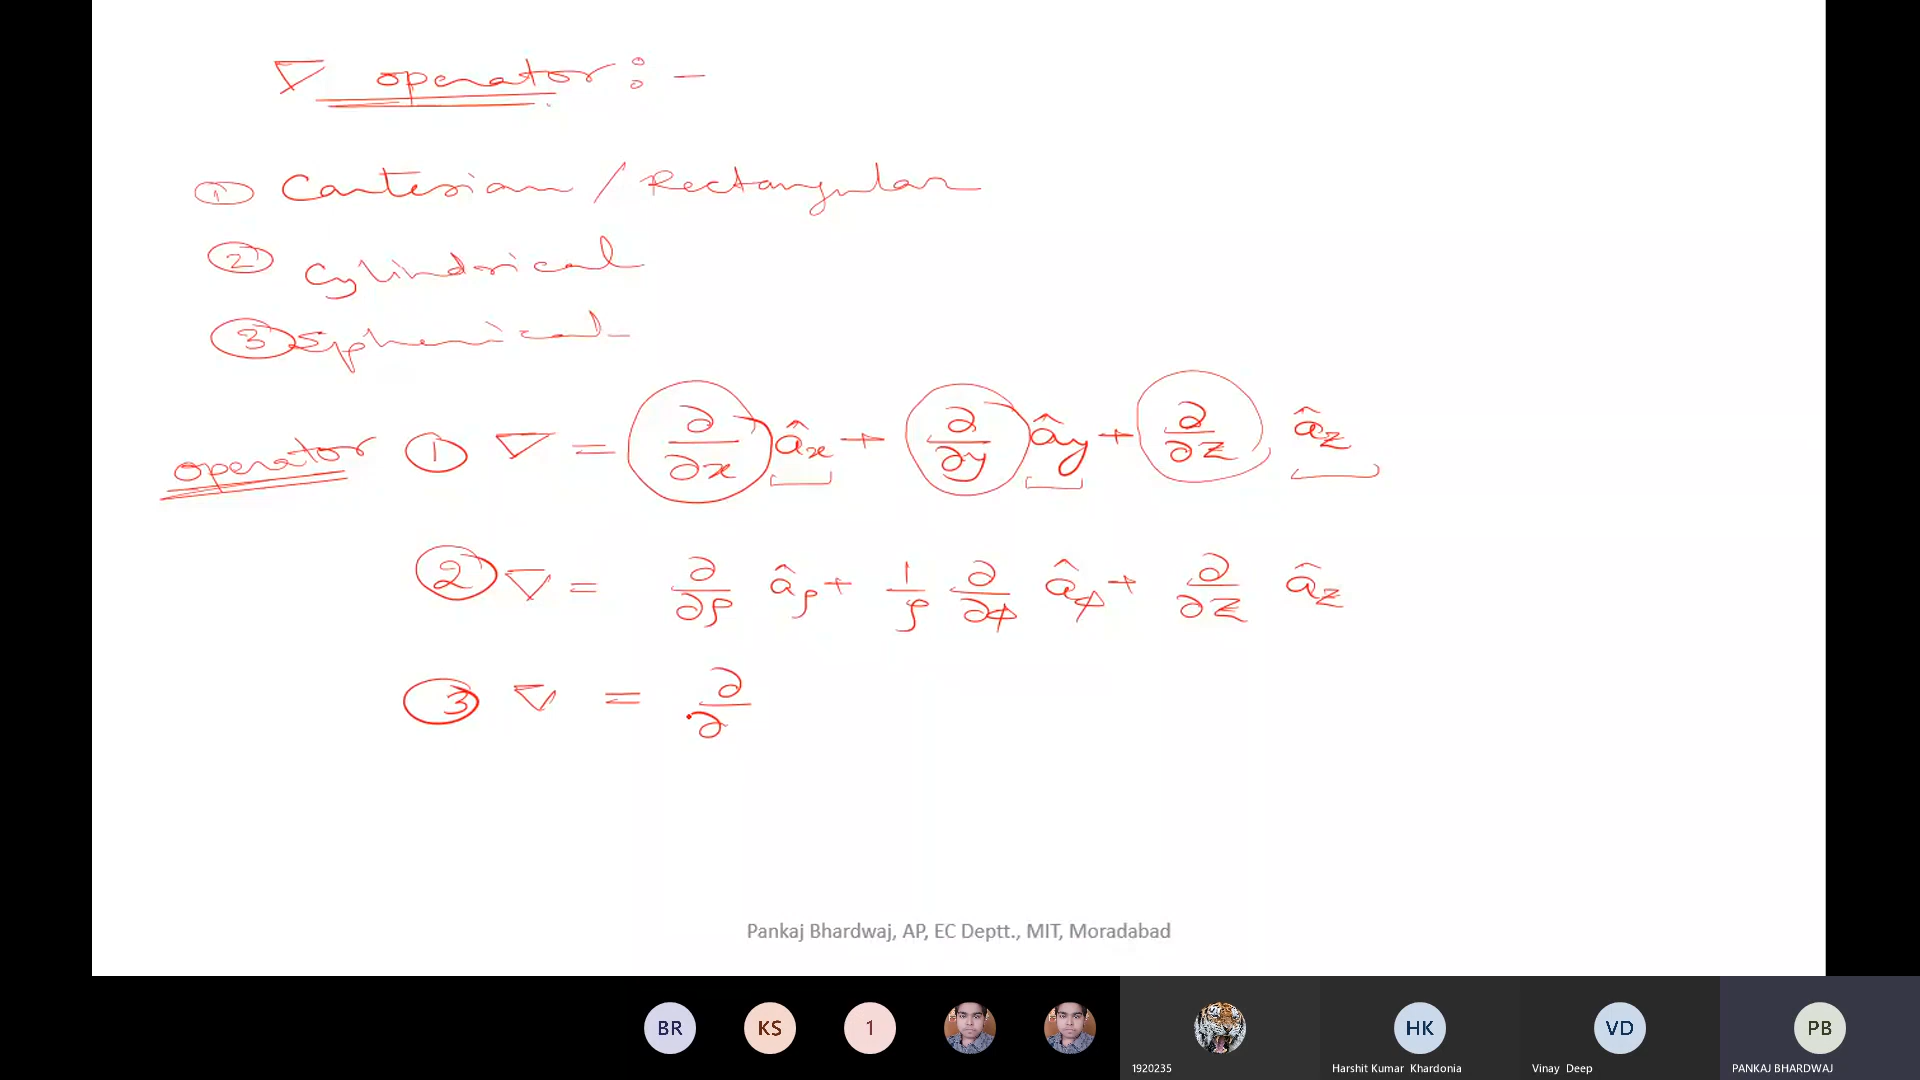 ∇ operator :-
① Cartesian / Rectangular
② Cylindrical
③ Spherical
operator ① ∇ = ∂/∂x âx + ∂/∂y ây + ∂/∂z âz
② ∇ = ∂/∂ρ âρ + 1/ρ ∂/∂φ âφ + ∂/∂z âz
③ ∇ = ∂/∂
Pankaj Bhardwaj, AP, EC Deptt., MIT, Moradabad
BR KS 1 HK VD PB
1920235 Harshit Kumar Khardonia Vinay Deep PANKAJ BHARDWAJ